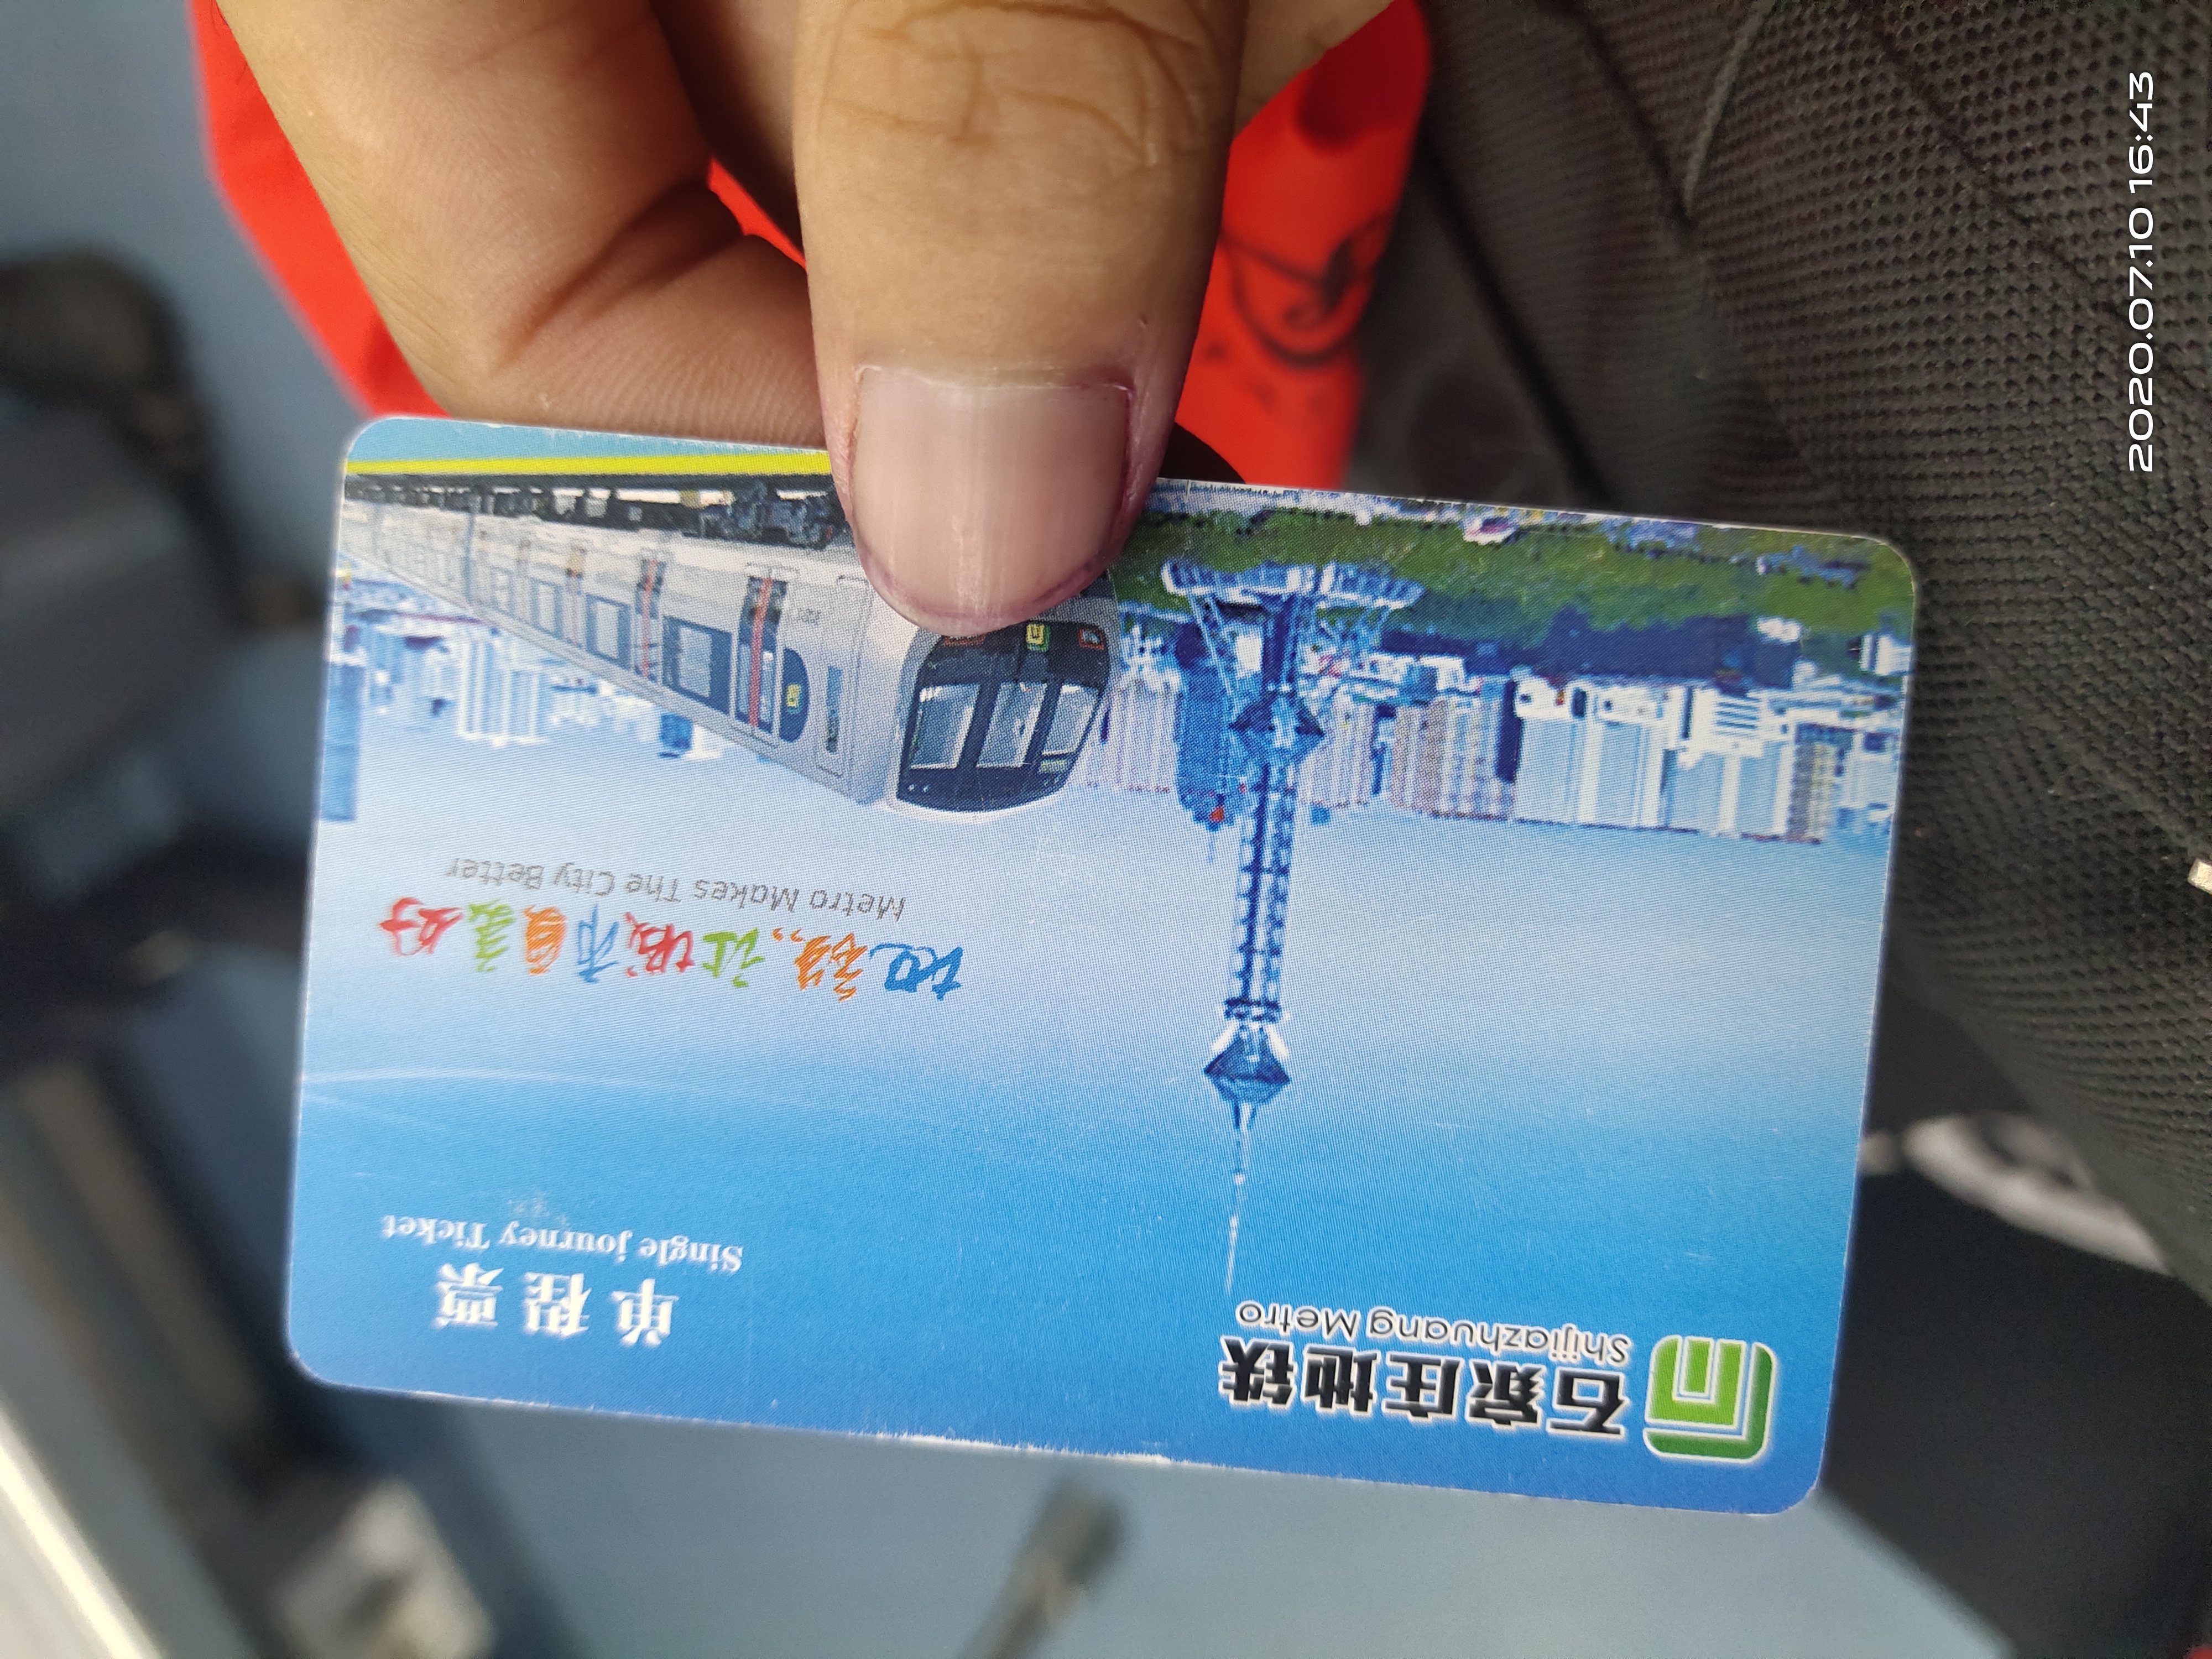 石家庄地铁
Shijiazhuang Metro
单程票
Single journey Ticket
地铁,让城市更美好
Metro Makes The City Better
2020.07.10 16:43